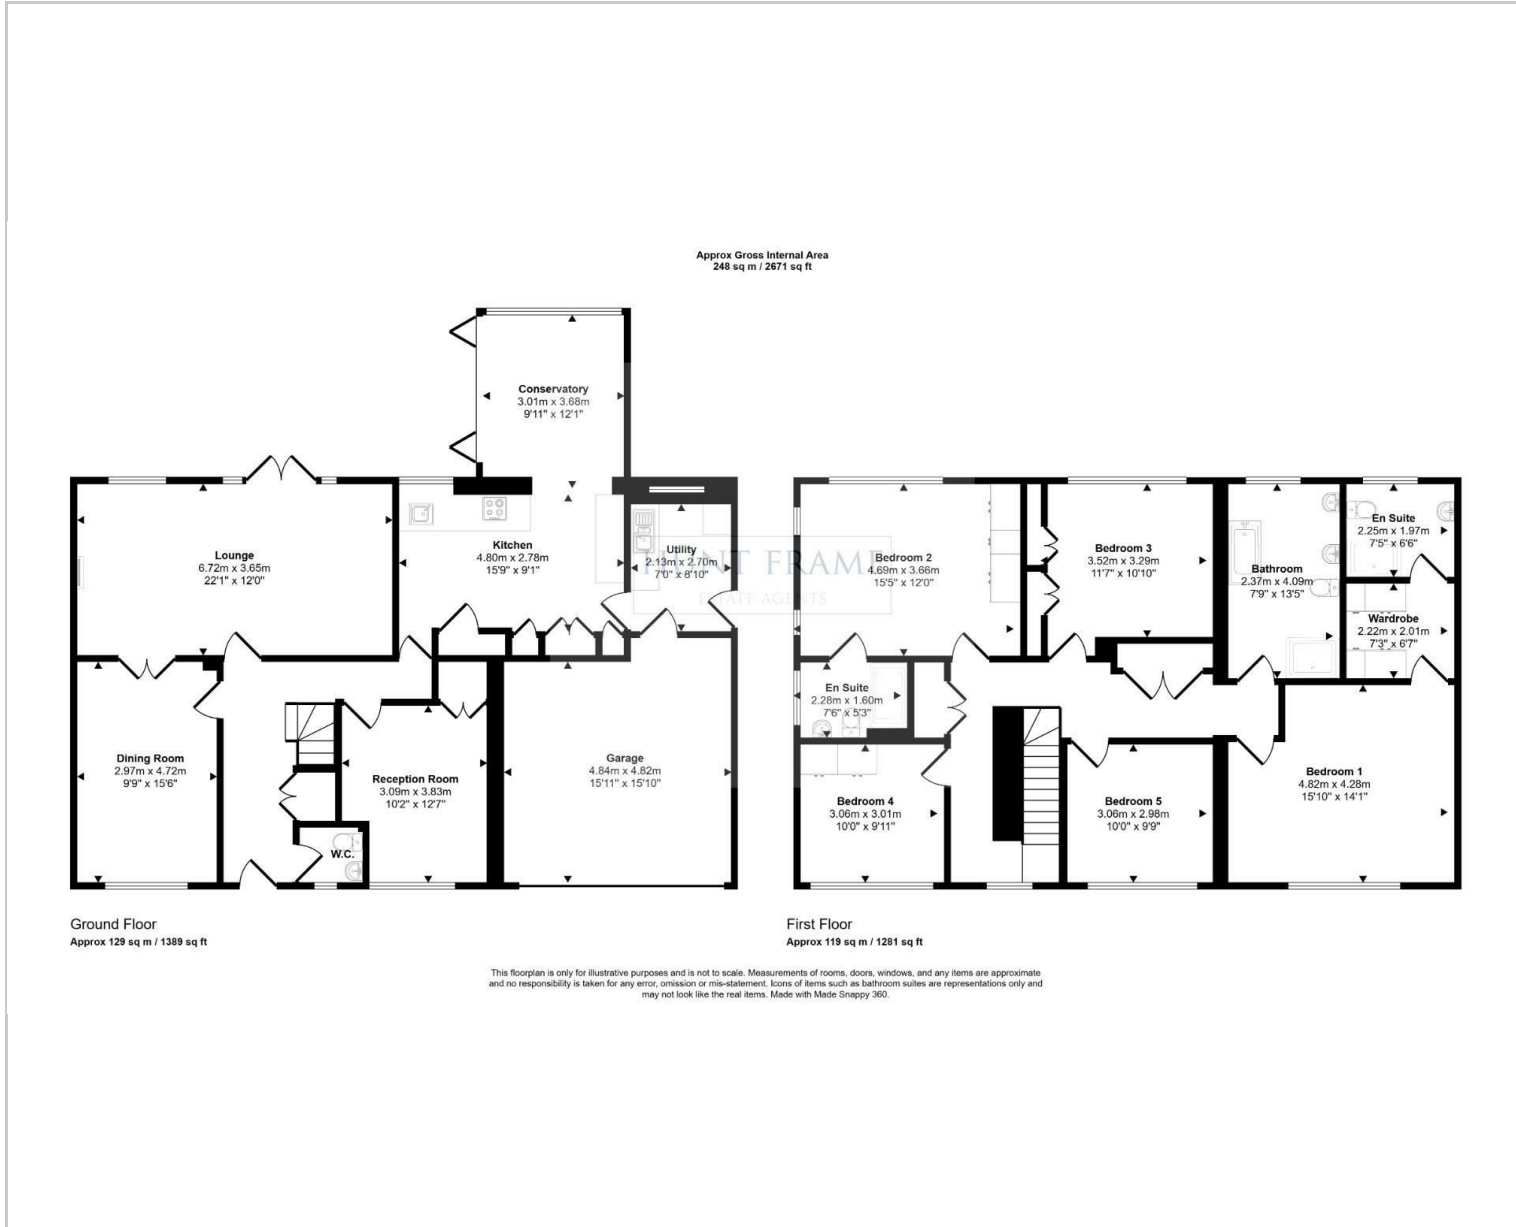 Approx Gross Internal Area
248 sq m / 2671 sq ft
Conservatory
3.01m x 3.68m
9'11" x 12'1"
Lounge
6.72m x 3.65m
22'1" x 12'0"
Kitchen
4.80m x 2.78m
15'9" x 9'1"
Utility
2.13m x 2.70m
7'0" x 8'10"
Dining Room
2.97m x 4.72m
9'9" x 15'6"
Reception Room
3.09m x 3.83m
10'2" x 12'7"
W.C.
Garage
4.84m x 4.82m
15'11" x 15'10"
FRAME
ESTATE AGENTS
Bedroom 2
4.69m x 3.66m
15'5" x 12'0"
Bedroom 3
3.52m x 3.29m
11'7" x 10'10"
Bathroom
2.37m x 4.09m
7'9" x 13'5"
En Suite
2.25m x 1.97m
7'5" x 6'6"
Wardrobe
2.22m x 2.01m
7'3" x 6'7"
En Suite
2.28m x 1.60m
7'6" x 5'3"
Bedroom 4
3.06m x 3.01m
10'0" x 9'11"
Bedroom 5
3.06m x 2.98m
10'0" x 9'9"
Bedroom 1
4.82m x 4.28m
15'10" x 14'1"
Ground Floor
Approx 129 sq m / 1389 sq ft
First Floor
Approx 119 sq m / 1281 sq ft
This floorplan is only for illustrative purposes and is not to scale. Measurements of rooms, doors, windows, and any items are approximate
and no responsibility is taken for any error, omission or mis-statement. Icons of items such as bathroom suites are representations only and
may not look like the real items. Made with Made Snappy 360.